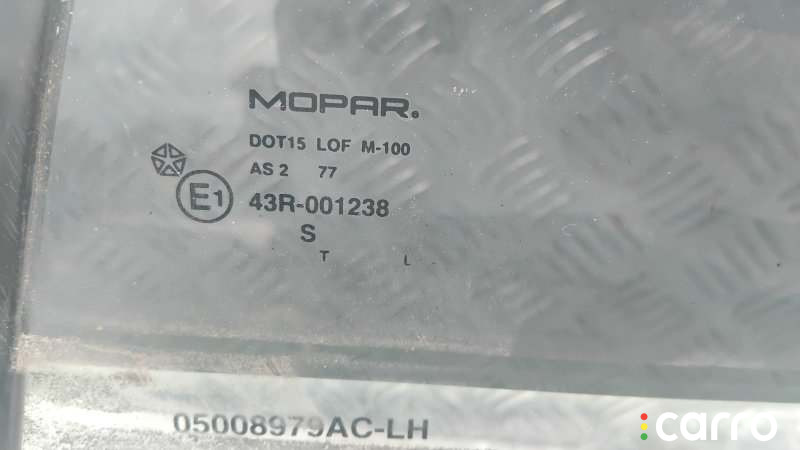 MOPAR®
DOT15 LOF M-100
AS 2 77
E1 43R-001238
S
T L
05008979AC-LH
carro